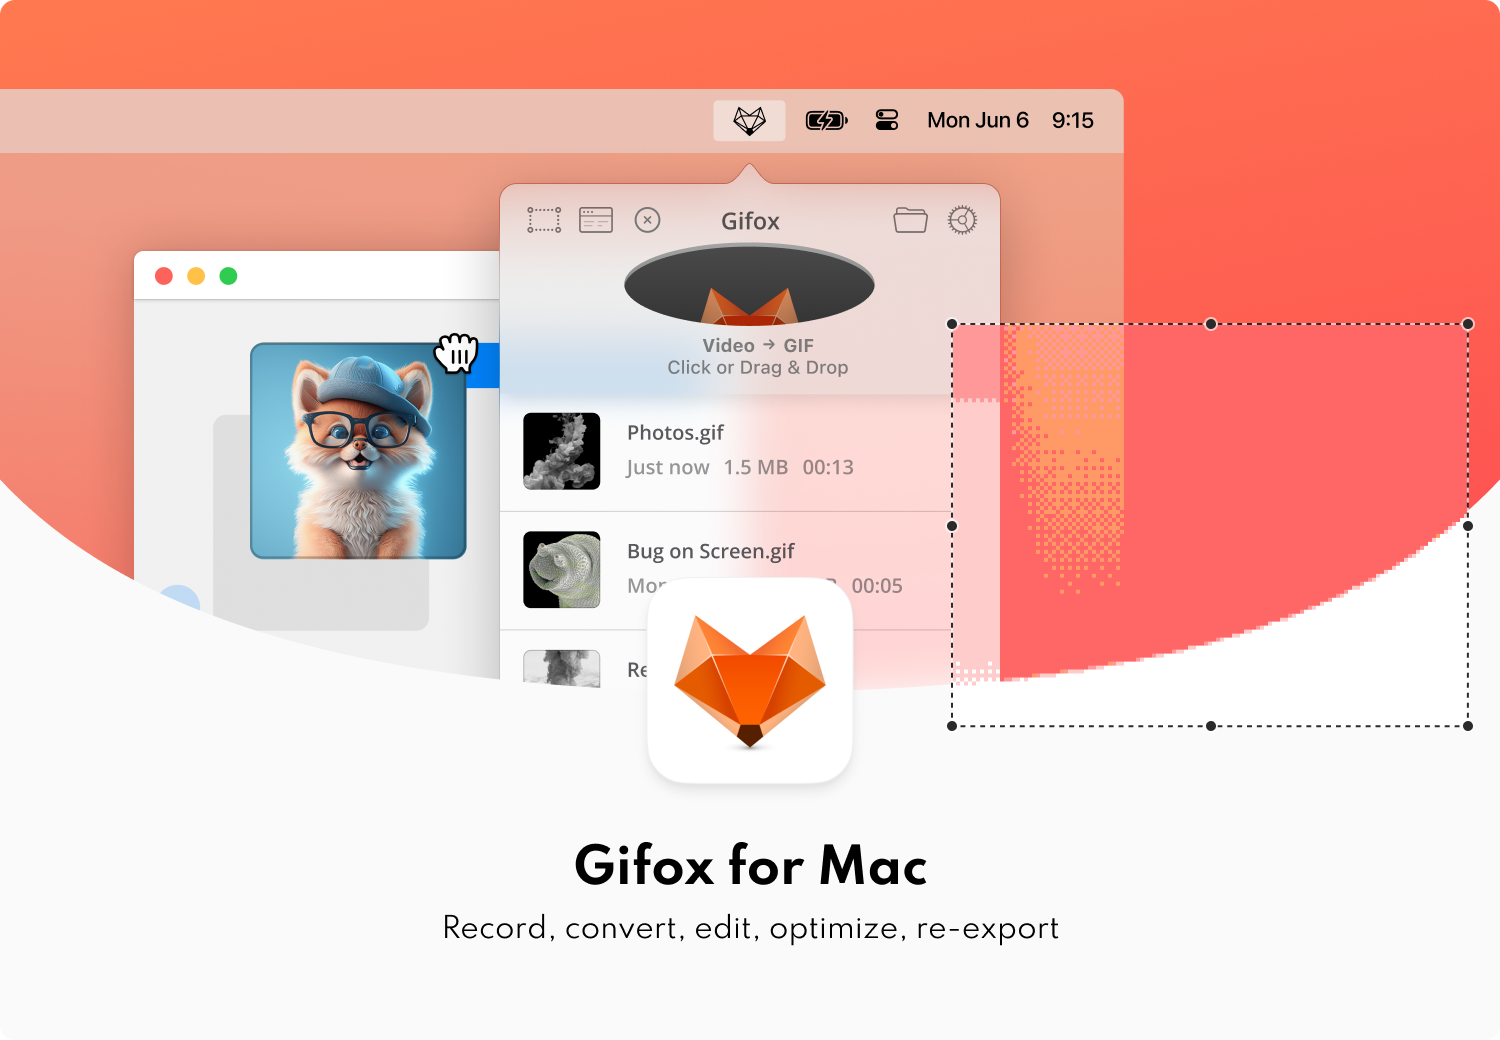 Mon Jun 6 9:15
Gifox
Video → GIF
Click or Drag & Drop
Photos.gif
Just now 1.5 MB 00:13
Bug on Screen.gif
00:05
Gifox for Mac
Record, convert, edit, optimize, re-export